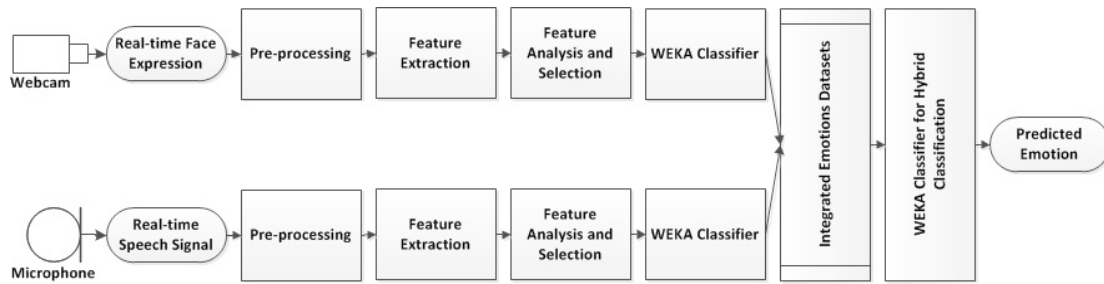 Webcam
Real-time Face
Expression
Pre-processing
Feature
Extraction
Feature
Analysis and
Selection
WEKA Classifier
Microphone
Real-time
Speech Signal
Pre-processing
Feature
Extraction
Feature
Analysis and
Selection
WEKA Classifier
Integrated Emotions Datasets
WEKA Classifier for Hybrid
Classification
Predicted
Emotion